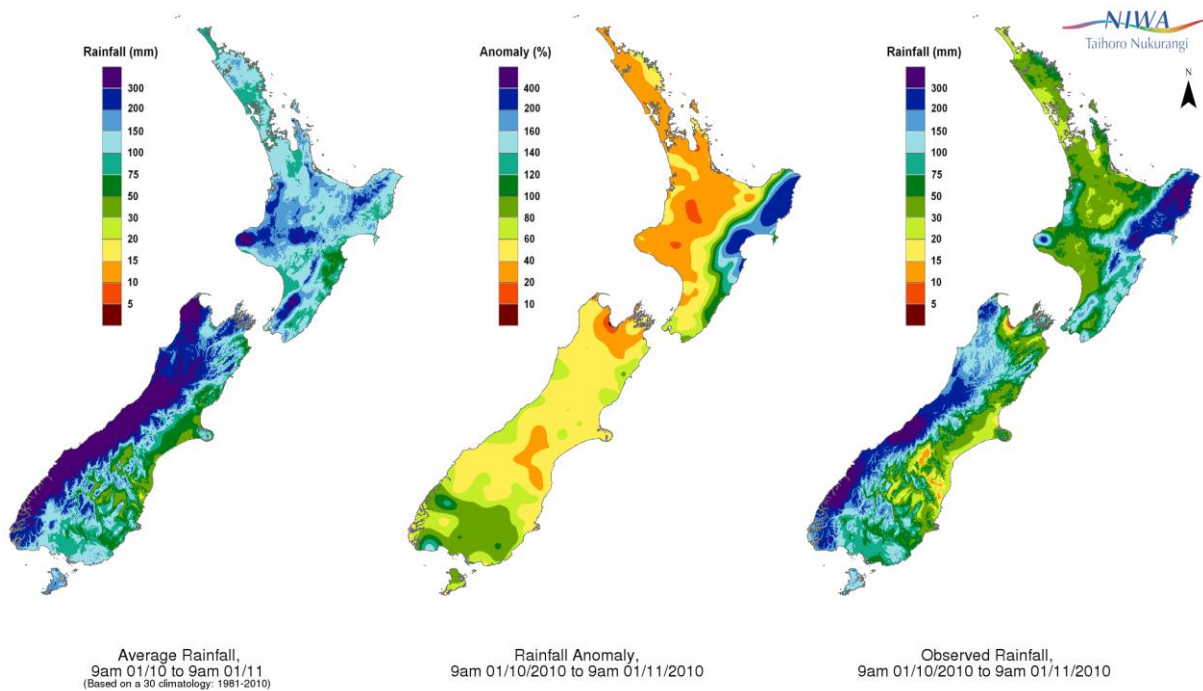 NIWA
Taihoro Nukurangi
N
Rainfall (mm)
300
200
150
100
75
50
30
20
15
10
5
Anomaly (%)
400
200
160
140
120
100
80
60
40
20
10
Rainfall (mm)
300
200
150
100
75
50
30
20
15
10
5
Average Rainfall,
9am 01/10 to 9am 01/11
(Based on a 30 climatology: 1981-2010)
Rainfall Anomaly,
9am 01/10/2010 to 9am 01/11/2010
Observed Rainfall,
9am 01/10/2010 to 9am 01/11/2010